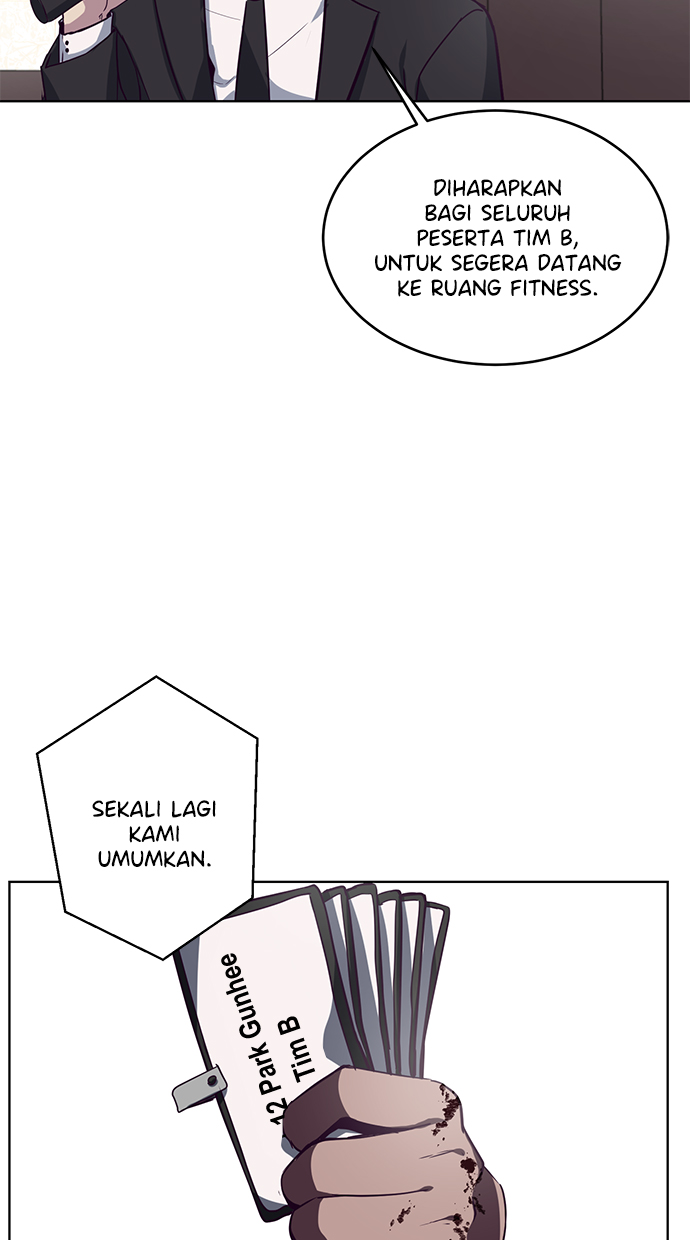 DIHARAPKAN
BAGI SELURUH
PESERTA TIM B,
UNTUK SEGERA DATANG
KE RUANG FITNESS.
SEKALI LAGI
KAMI
UMUMKAN.
12 Park Gunhee
Tim B